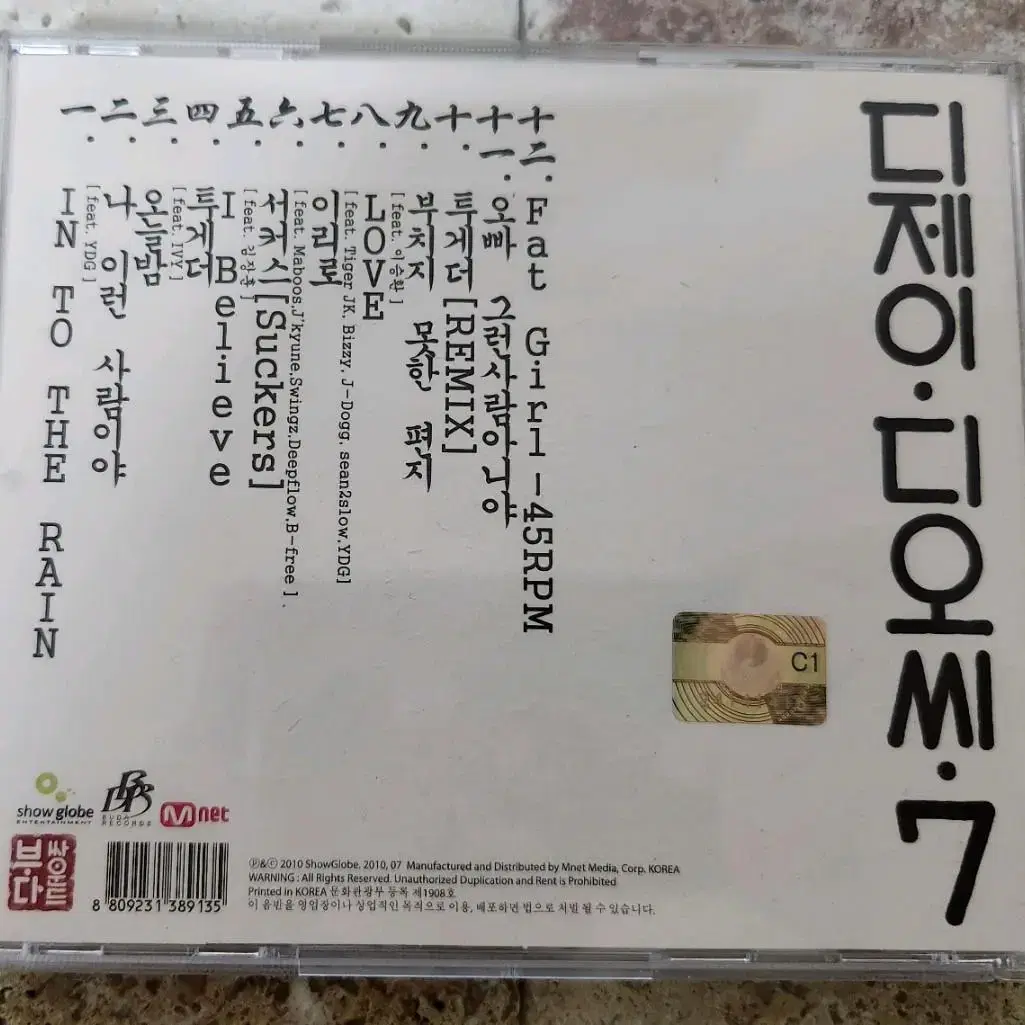 一. IN TO THE RAIN
二. 나 이런 사람이야
[feat. YDG]
三. 오늘밤
四. 투게더
[feat. IVY]
五. I Believe
六. 서커스[Suckers]
[feat. 김장훈]
七. 이리로
[feat. Maboos,J'kyune,Swingz,Deepflow,B-free].
八. LOVE
[feat. Tiger JK, Bizzy, J-Dogg, sean2slow,YDG]
九. 부치지 못한 편지
[feat. 이승환]
十. 투게더[REMIX]
十一. 오빠 그런사람아니야
十二. Fat Girl-45RPM
디제이·디오씨·7
C1
show globe
ENTERTAINMENT
BUDA
RECORDS
Mnet
부다
싸운들
8 809231 389135
℗&© 2010 ShowGlobe. 2010, 07 Manufactured and Distributed by Mnet Media, Corp. KOREA
WARNING : All Rights Reserved. Unauthorized Duplication and Rent is Prohibited
Printed in KOREA 문화관광부 등록 제1908호
이 음반을 영업장이나 상업적인 목적으로 이용, 배포하면 법으로 처벌 될 수 있습니다.